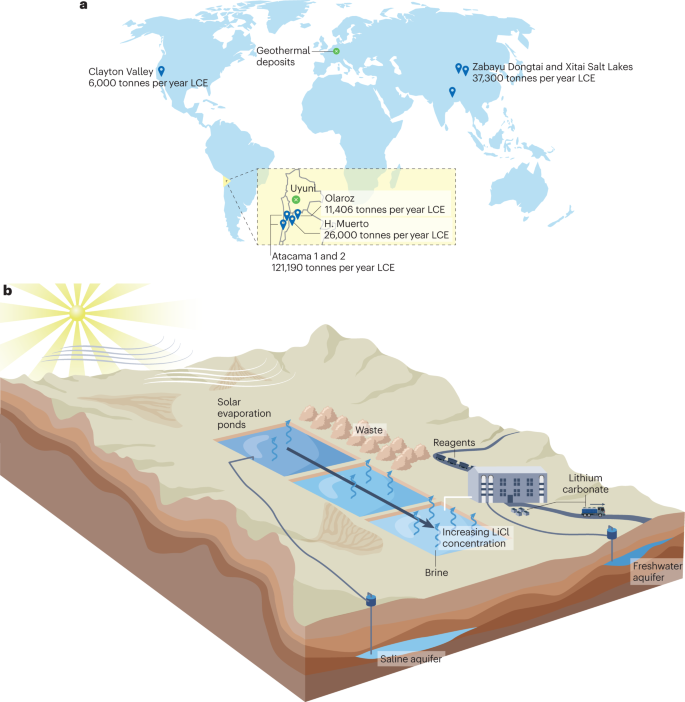 a
Geothermal
deposits
Clayton Valley
6,000 tonnes per year LCE
Zabayu Dongtai and Xitai Salt Lakes
37,300 tonnes per year LCE
Uyuni
Olaroz
11,406 tonnes per year LCE
H. Muerto
26,000 tonnes per year LCE
Atacama 1 and 2
121,190 tonnes per year LCE
b
Solar
evaporation
ponds
Waste
Reagents
Lithium
carbonate
Increasing LiCl
concentration
Brine
Freshwater
aquifer
Saline aquifer